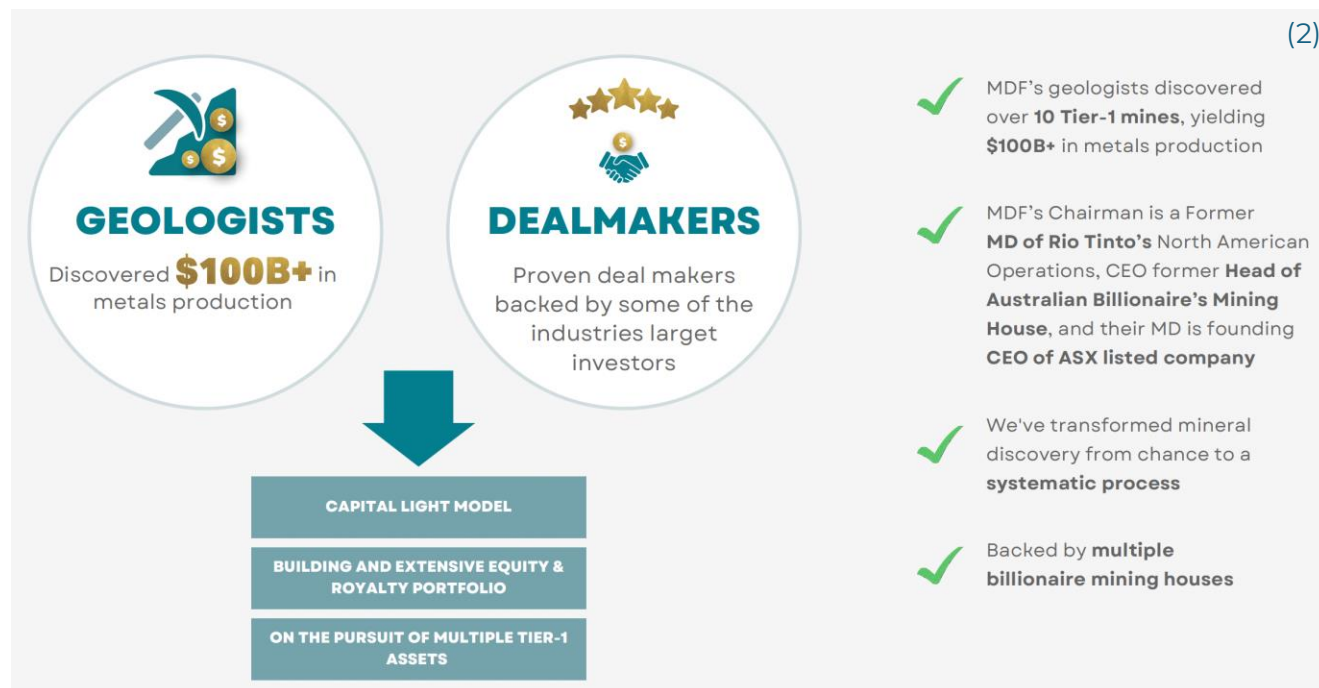 (2)
GEOLOGISTS
Discovered $100B+ in
metals production
DEALMAKERS
Proven deal makers
backed by some of the
industries larget
investors
CAPITAL LIGHT MODEL
BUILDING AND EXTENSIVE EQUITY &
ROYALTY PORTFOLIO
ON THE PURSUIT OF MULTIPLE TIER-1
ASSETS
MDF's geologists discovered
over 10 Tier-1 mines, yielding
$100B+ in metals production
MDF's Chairman is a Former
MD of Rio Tinto's North American
Operations, CEO former Head of
Australian Billionaire's Mining
House, and their MD is founding
CEO of ASX listed company
We've transformed mineral
discovery from chance to a
systematic process
Backed by multiple
billionaire mining houses